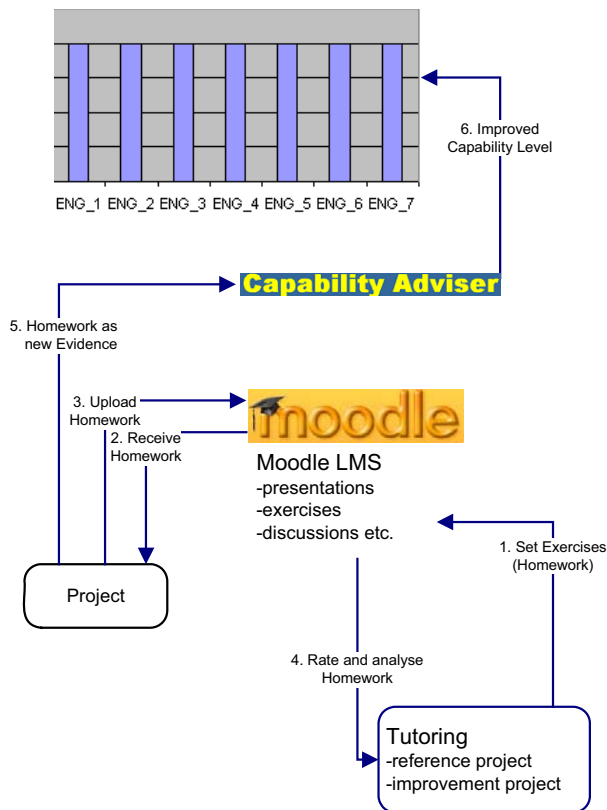 ENG_1 ENG_2 ENG_3 ENG_4 ENG_5 ENG_6 ENG_7
6. Improved
Capability Level
Capability Adviser
5. Homework as
new Evidence
3. Upload
Homework
2. Receive
Homework
moodle
Moodle LMS
-presentations
-exercises
-discussions etc.
1. Set Exercises
(Homework)
Project
4. Rate and analyse
Homework
Tutoring
-reference project
-improvement project